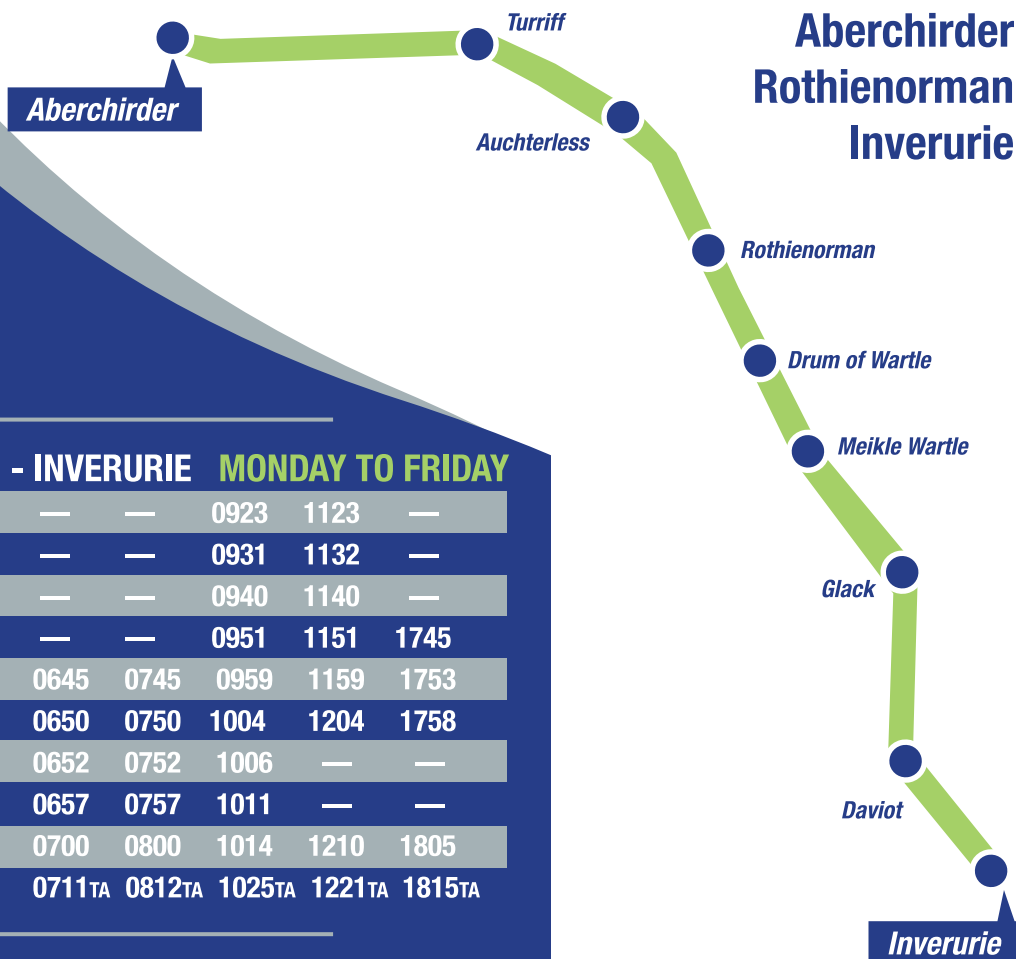 Aberchirder
Rothienorman
Inverurie
Turriff
Aberchirder
Auchterless
Rothienorman
Drum of Wartle
Meikle Wartle
Glack
Daviot
Inverurie
- INVERURIE MONDAY TO FRIDAY
— — 0923 1123 —
— — 0931 1132 —
— — 0940 1140 —
— — 0951 1151 1745
0645 0745 0959 1159 1753
0650 0750 1004 1204 1758
0652 0752 1006 — —
0657 0757 1011 — —
0700 0800 1014 1210 1805
0711TA 0812TA 1025TA 1221TA 1815TA